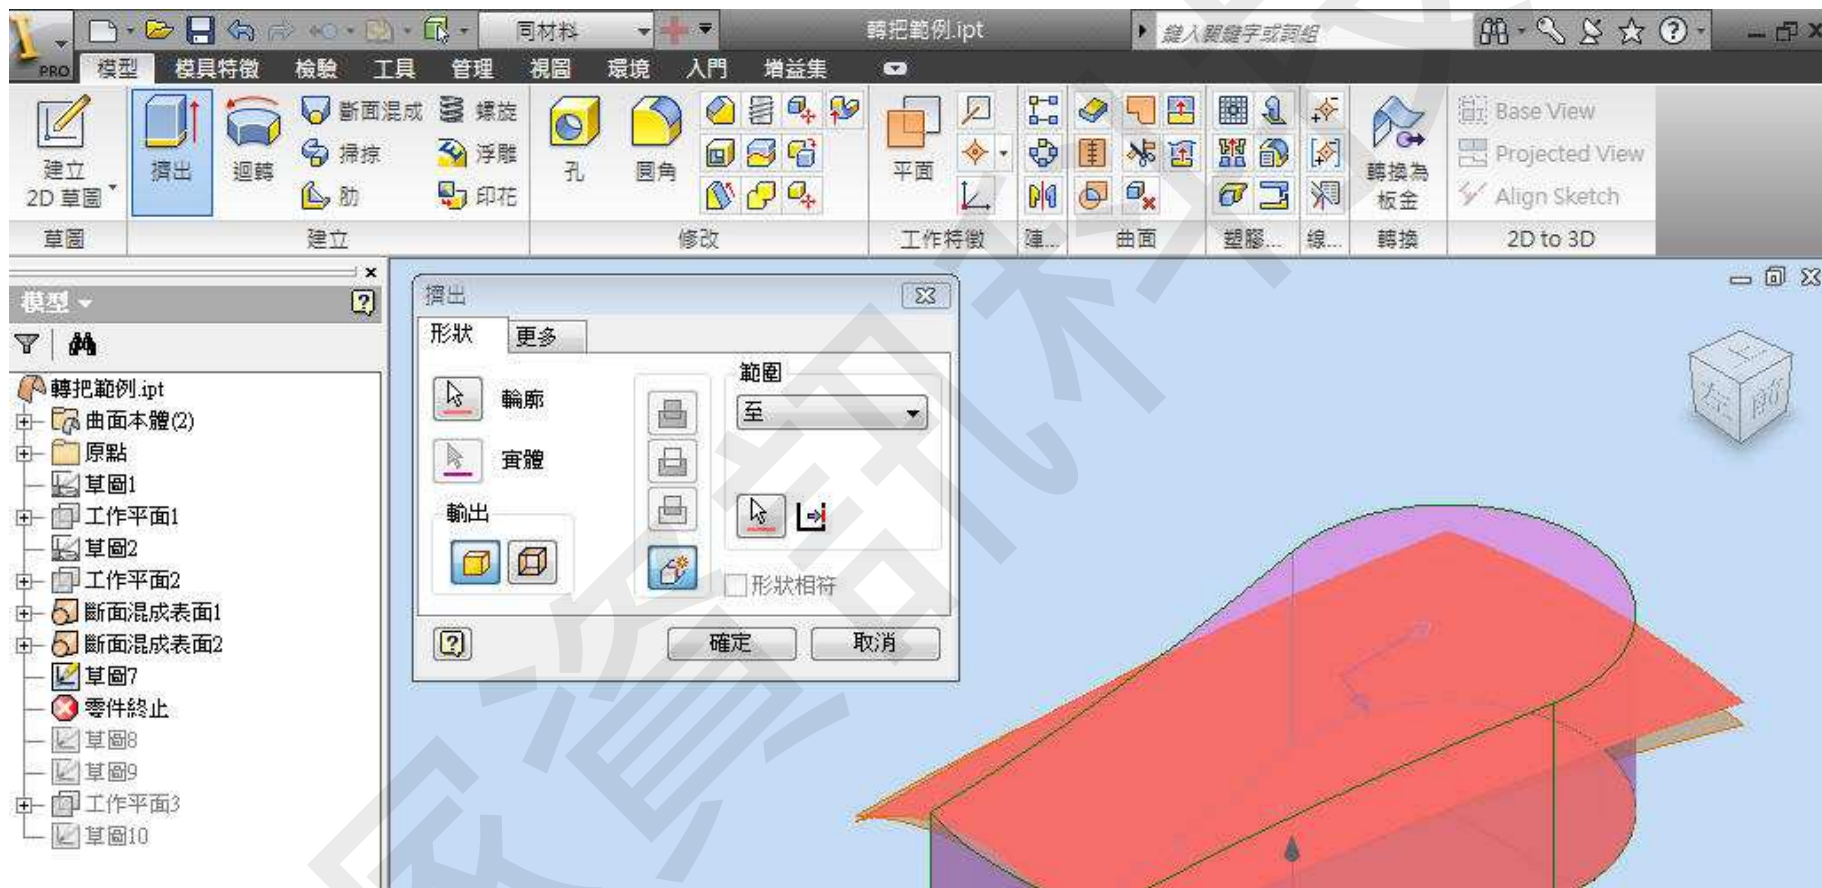 同材料
轉把範例.ipt
鍵入關鍵字或詞組
PRO
模型 模具特徵 檢驗 工具 管理 視圖 環境 入門 增益集
建立
2D 草圖
擠出
迴轉
斷面混成
掃掠
肋
螺旋
浮雕
印花
孔
圓角
平面
轉換為
板金
Base View
Projected View
Align Sketch
草圖 建立 修改 工作特徵 陣... 曲面 塑膠... 線... 轉換 2D to 3D
模型
轉把範例.ipt
曲面本體(2)
原點
草圖1
工作平面1
草圖2
工作平面2
斷面混成表面1
斷面混成表面2
草圖7
零件終止
草圖8
草圖9
工作平面3
草圖10
擠出
形狀 更多
輪廓
實體
輸出
範圍
至
形狀相符
確定 取消
上
左
前